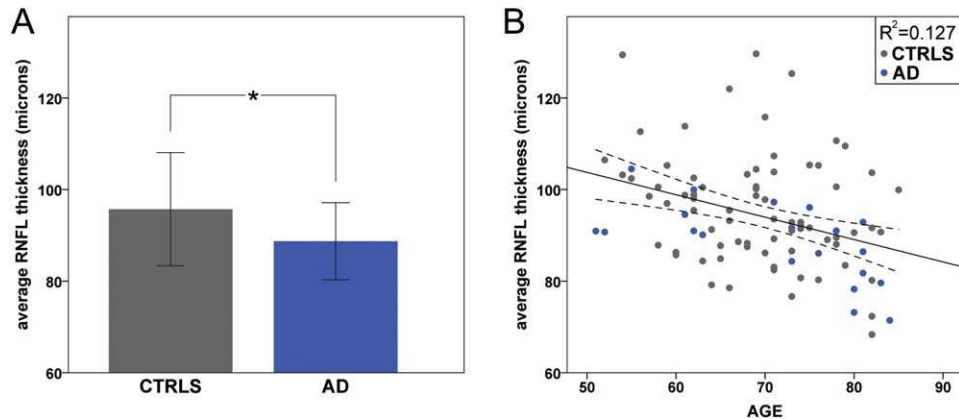 A
average RNFL thickness (microns)
120
100
80
60
*
CTRLS
AD
B
average RNFL thickness (microns)
120
100
80
60
R²=0.127
CTRLS
AD
50
60
70
80
90
AGE